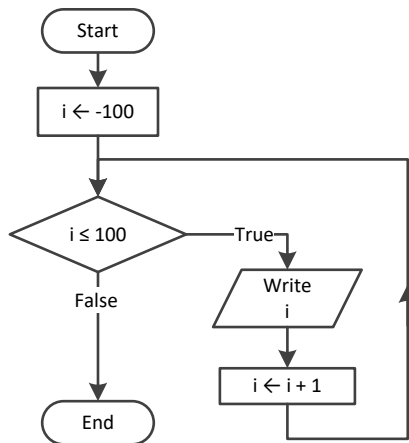 Start
i ← -100
i ≤ 100
True
False
Write
i
i ← i + 1
End